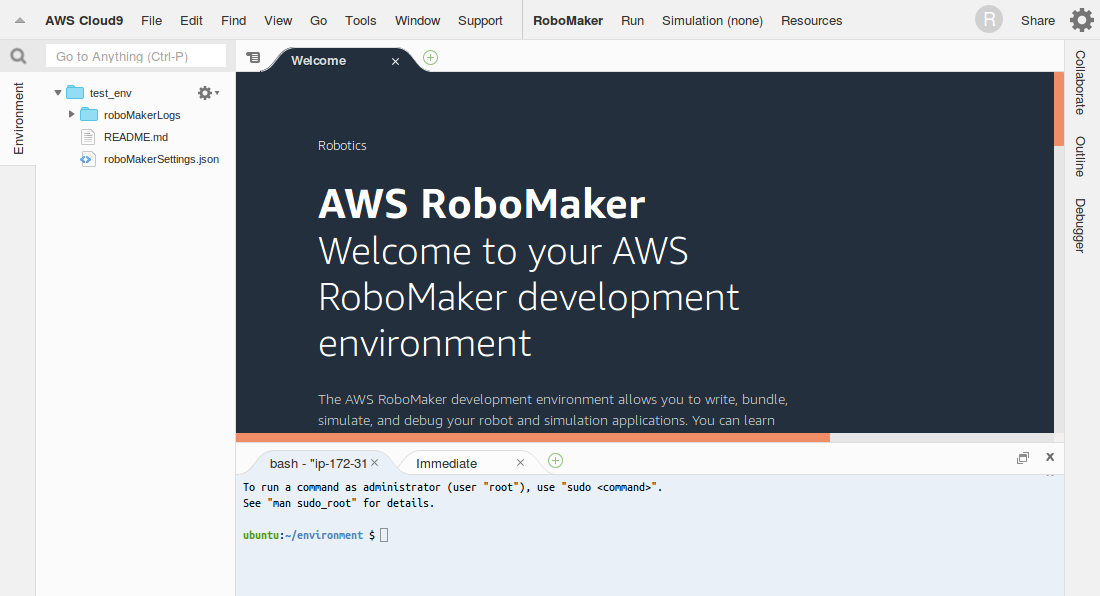 AWS Cloud9 File Edit Find View Go Tools Window Support RoboMaker Run Simulation (none) Resources R Share
Go to Anything (Ctrl-P)
Welcome
Environment
test_env
roboMakerLogs
README.md
roboMakerSettings.json
Robotics
AWS RoboMaker
Welcome to your AWS
RoboMaker development
environment
The AWS RoboMaker development environment allows you to write, bundle,
simulate, and debug your robot and simulation applications. You can learn
Collaborate
Outline
Debugger
bash - "ip-172-31 Immediate
To run a command as administrator (user "root"), use "sudo <command>".
See "man sudo_root" for details.
ubuntu:~/environment $